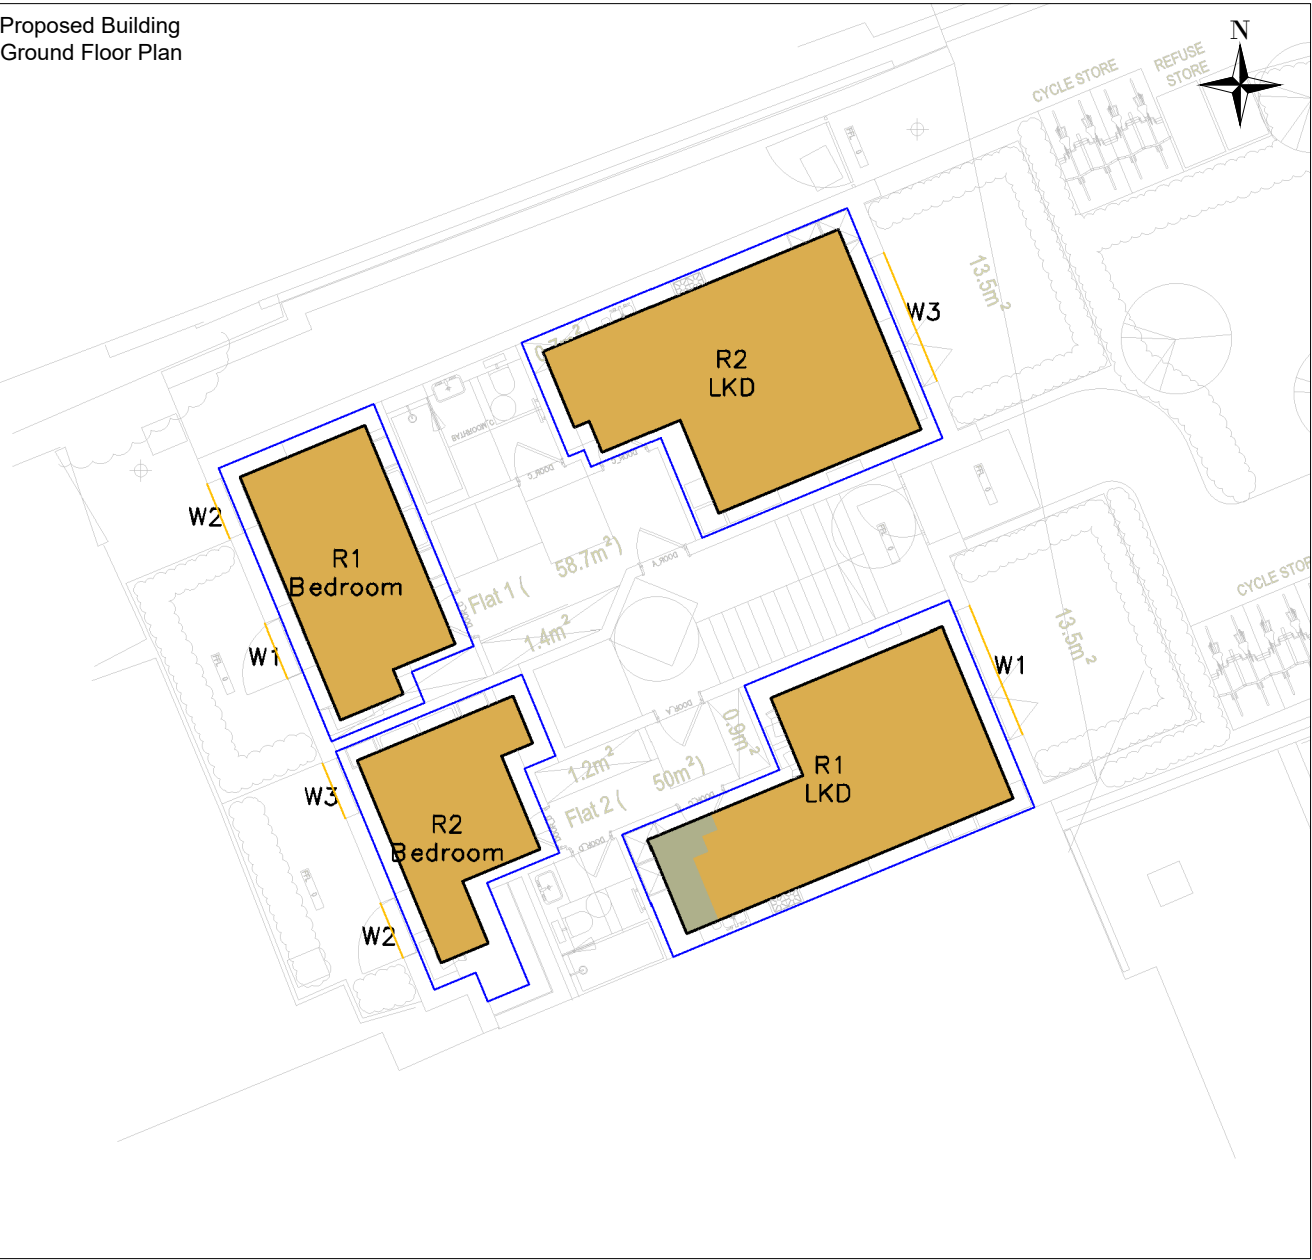 Proposed Building
Ground Floor Plan
N
CYCLE STORE
REFUSE
STORE
13.5m²
W3
R2
LKD
W2
R1
Bedroom
58.7m²)
Flat 1 (
1.4m²
W1
CYCLE STOR
13.5m²
W1
0.9m²
1.2m²
50m²)
Flat 2 (
R1
LKD
W3
R2
Bedroom
W2